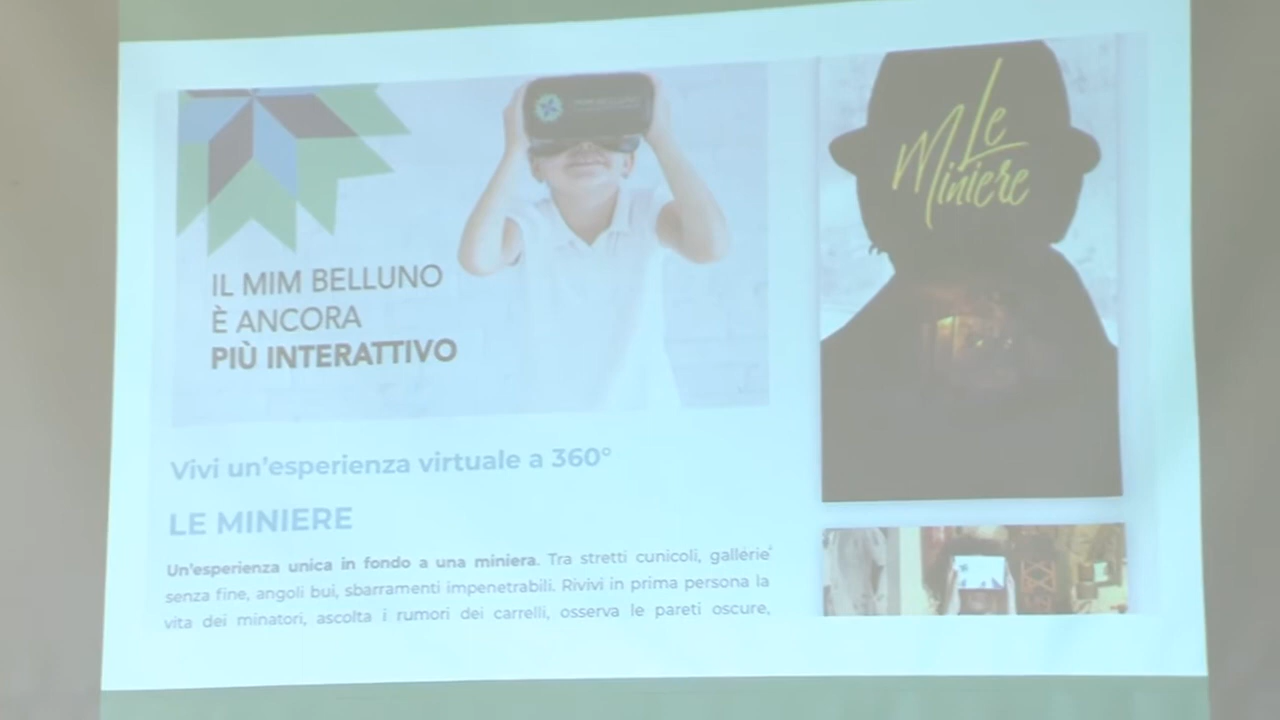 MIM BELLUNO
IL MIM BELLUNO
È ANCORA
PIÙ INTERATTIVO
Le
Miniere
Vivi un'esperienza virtuale a 360°
LE MINIERE
Un'esperienza unica in fondo a una miniera. Tra stretti cunicoli, gallerie
senza fine, angoli bui, sbarramenti impenetrabili. Rivivi in prima persona la
vita dei minatori, ascolta i rumori dei carrelli, osserva le pareti oscure,